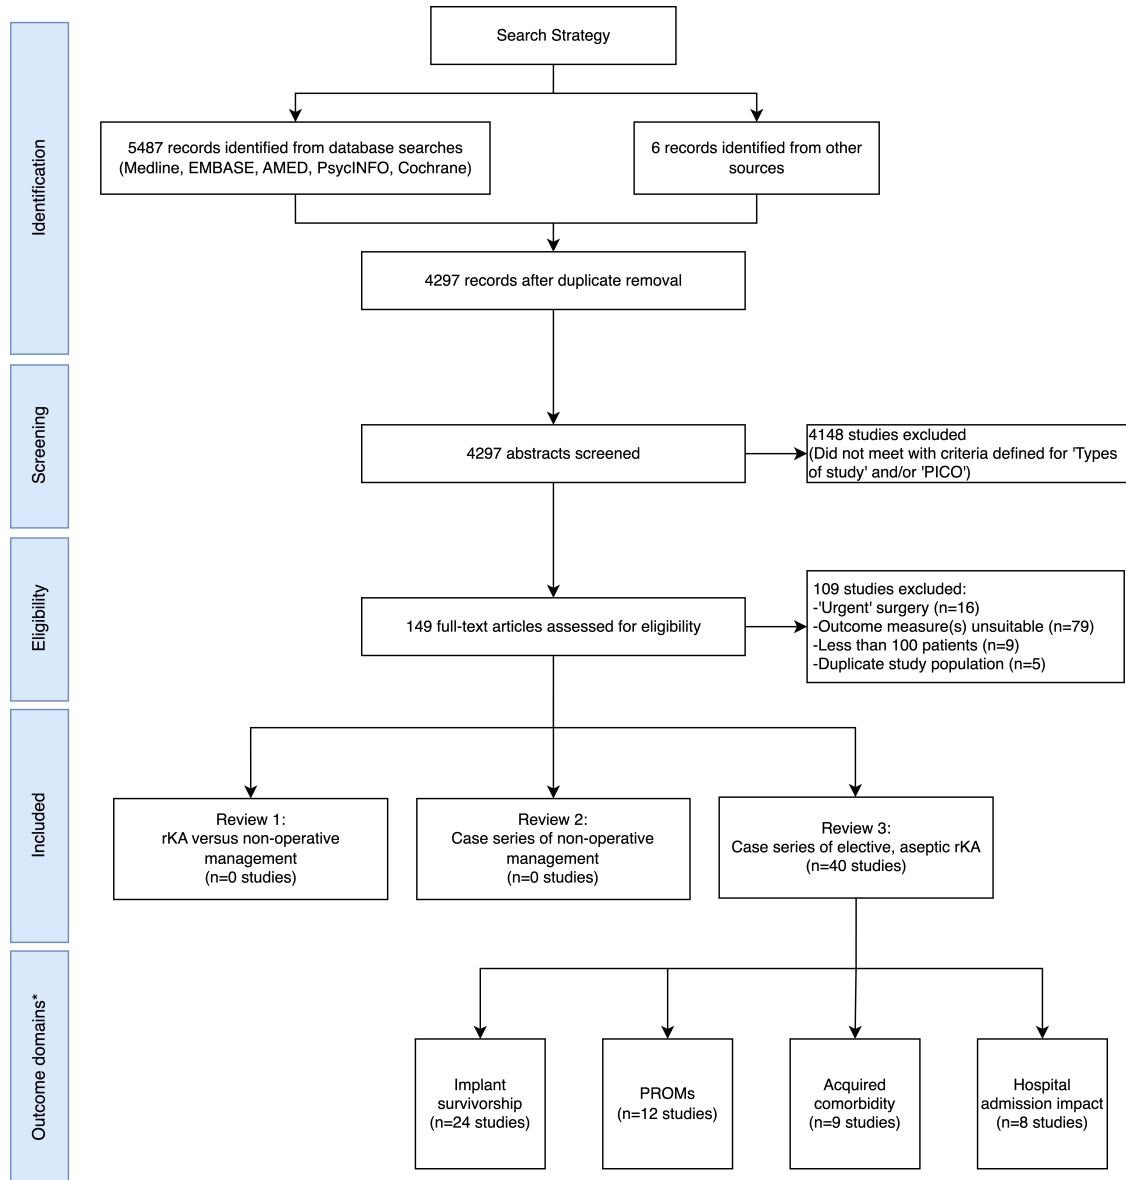 Search Strategy
Identification
5487 records identified from database searches
(Medline, EMBASE, AMED, PsycINFO, Cochrane)
6 records identified from other
sources
4297 records after duplicate removal
Screening
4297 abstracts screened
4148 studies excluded
(Did not meet with criteria defined for 'Types
of study' and/or 'PICO')
Eligibility
149 full-text articles assessed for eligibility
109 studies excluded:
-'Urgent' surgery (n=16)
-Outcome measure(s) unsuitable (n=79)
-Less than 100 patients (n=9)
-Duplicate study population (n=5)
Included
Review 1:
rKA versus non-operative
management
(n=0 studies)
Review 2:
Case series of non-operative
management
(n=0 studies)
Review 3:
Case series of elective, aseptic rKA
(n=40 studies)
Outcome domains*
Implant
survivorship
(n=24 studies)
PROMs
(n=12 studies)
Acquired
comorbidity
(n=9 studies)
Hospital
admission impact
(n=8 studies)